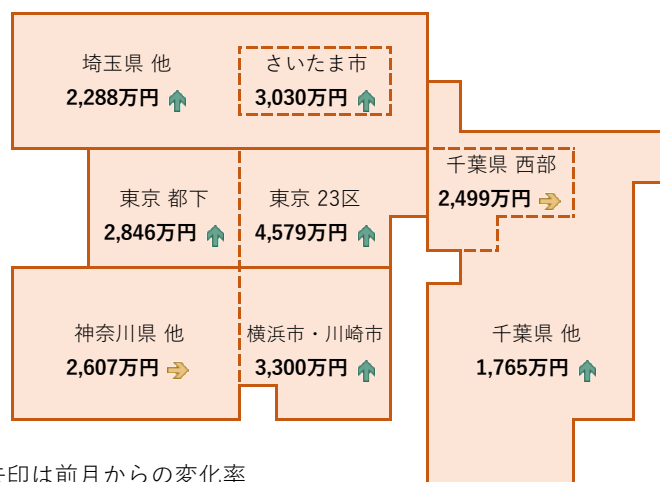 埼玉県 他
2,288万円
さいたま市
3,030万円
千葉県 西部
2,499万円
東京 都下
2,846万円
東京 23区
4,579万円
神奈川県 他
2,607万円
横浜市・川崎市
3,300万円
千葉県 他
1,765万円
印は前月からの変化率